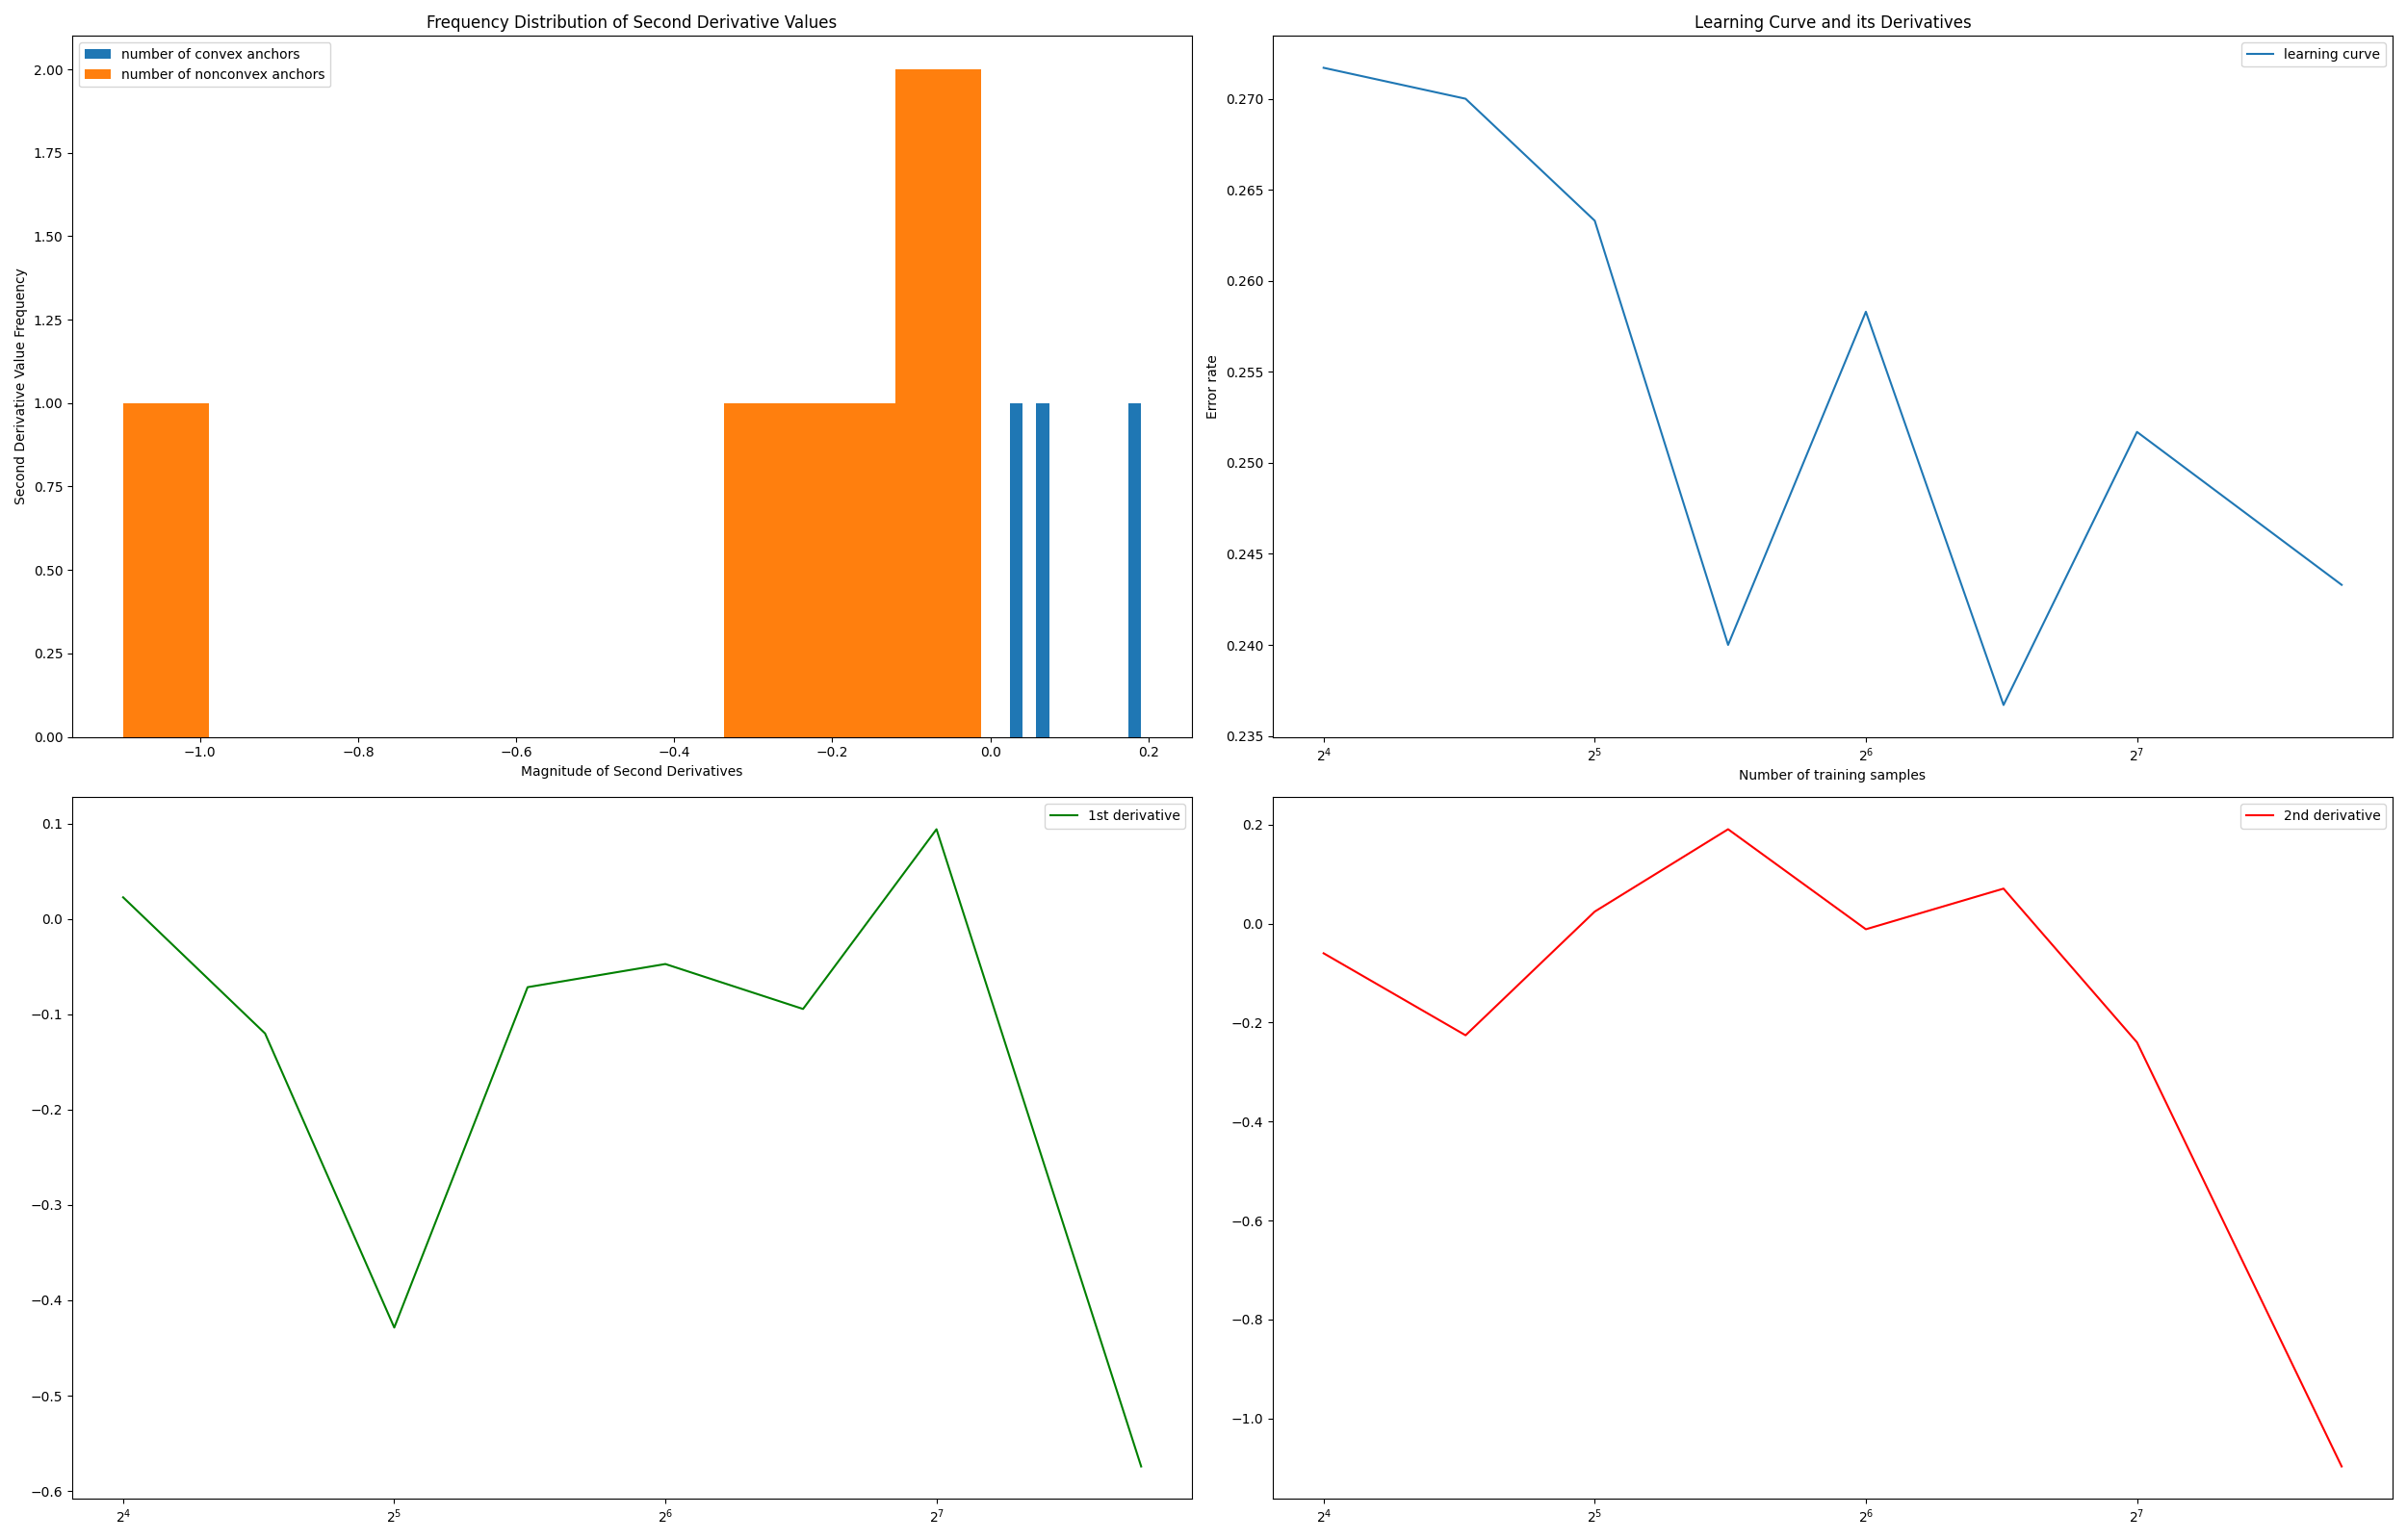 Frequency Distribution of Second Derivative Values
number of convex anchors
number of nonconvex anchors
2.00
1.75
1.50
1.25
1.00
0.75
0.50
0.25
0.00
Second Derivative Value Frequency
−1.0 −0.8 −0.6 −0.4 −0.2 0.0 0.2
Magnitude of Second Derivatives
Learning Curve and its Derivatives
learning curve
0.270
0.265
0.260
0.255
0.250
0.245
0.240
0.235
Error rate
2⁴ 2⁵ 2⁶ 2⁷
Number of training samples
1st derivative
0.1
0.0
−0.1
−0.2
−0.3
−0.4
−0.5
−0.6
2⁴ 2⁵ 2⁶ 2⁷
2nd derivative
0.2
0.0
−0.2
−0.4
−0.6
−0.8
−1.0
2⁴ 2⁵ 2⁶ 2⁷